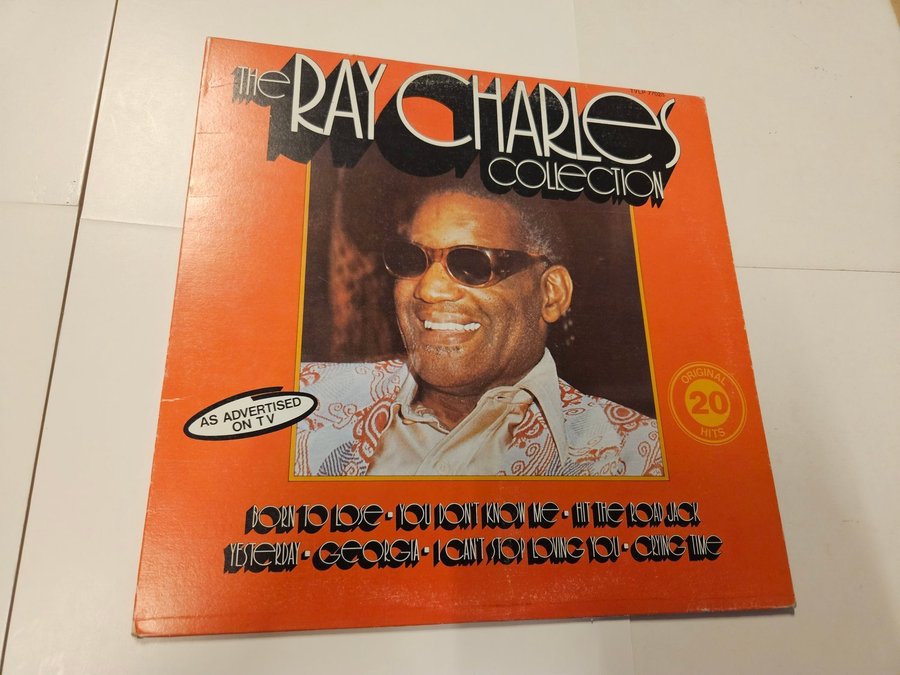 THE RAY CHARLES
COLLECTION
AS ADVERTISED
ON TV
ORIGINAL
20
HITS
BORN TO LOSE - YOU DON'T KNOW ME - HIT THE ROAD JACK
YESTERDAY - GEORGIA - I CAN'T STOP LOVING YOU - CRYING TIME